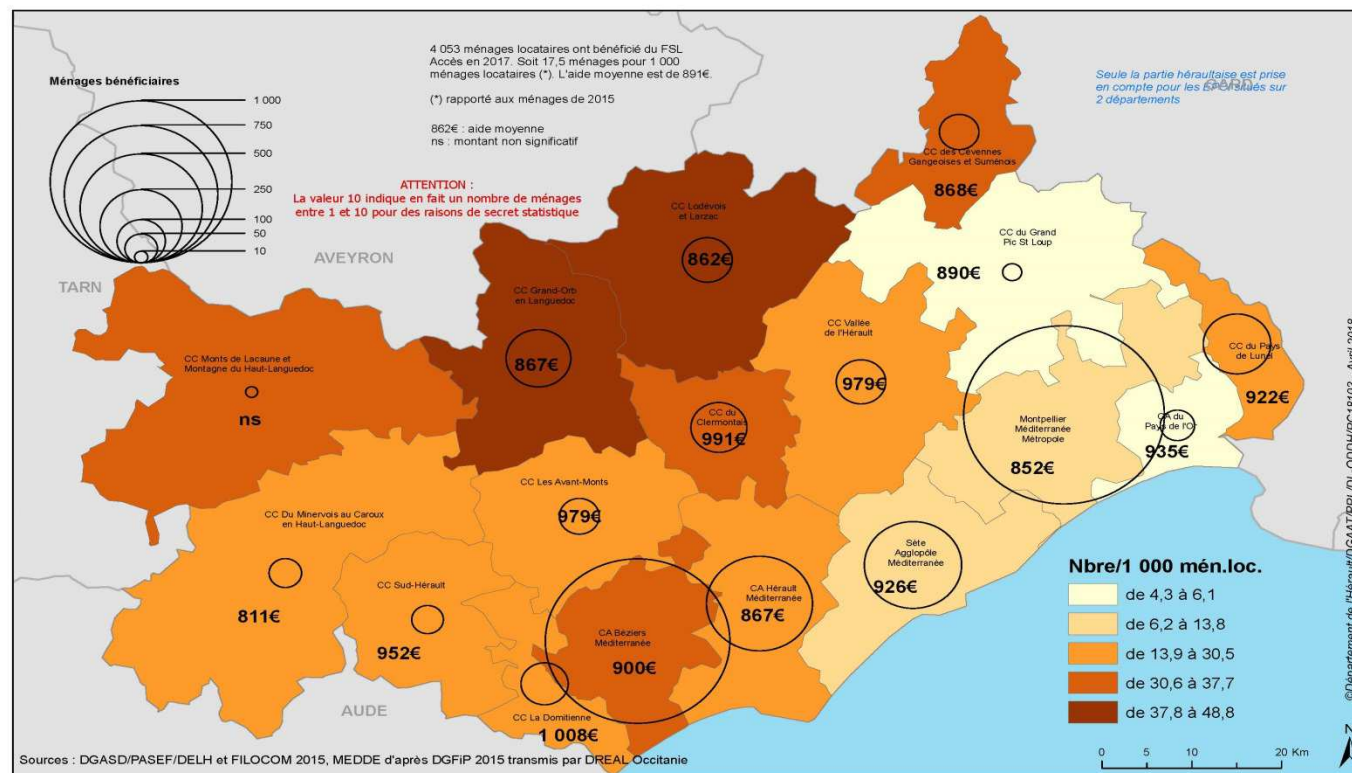 Ménages bénéficiaires
1 000
750
500
250
100
50
10
4 053 ménages locataires ont bénéficié du FSL
Accès en 2017. Soit 17,5 ménages pour 1 000
ménages locataires (*). L'aide moyenne est de 891€.
(*) rapporté aux ménages de 2015
862€ : aide moyenne
ns : montant non significatif
ATTENTION :
La valeur 10 indique en fait un nombre de ménages
entre 1 et 10 pour des raisons de secret statistique
Seule la partie héraultaise est prise
en compte pour les EPCI situés sur
2 départements
GARD
TARN
AVEYRON
AUDE
CC des Cévennes
Gangeoises et Suménois
868€
CC Lodévois
et Larzac
862€
CC du Grand
Pic St Loup
890€
CC Grand-Orb
en Languedoc
867€
CC Vallée
de l'Hérault
979€
CC du Pays
de Lunel
922€
CC Monts de Lacaune et
Montagne du Haut-Languedoc
ns
CC du
Clermontais
991€
Montpellier
Méditerranée
Métropole
852€
CA du
Pays de l'Or
935€
CC Les Avant-Monts
979€
CC Du Minervois au Caroux
en Haut-Languedoc
811€
CC Sud-Hérault
952€
CA Béziers
Méditerranée
900€
CA Hérault
Méditerranée
867€
Sète
Agglopôle
Méditerranée
926€
CC La Domitienne
1 008€
Nbre/1 000 mén.loc.
de 4,3 à 6,1
de 6,2 à 13,8
de 13,9 à 30,5
de 30,6 à 37,7
de 37,8 à 48,8
N
0 5 10 20 Km
Sources : DGASD/PASEF/DELH et FILOCOM 2015, MEDDE d'après DGFiP 2015 transmis par DREAL Occitanie
©Département de l'Hérault/DGAAT/
Avril 2018